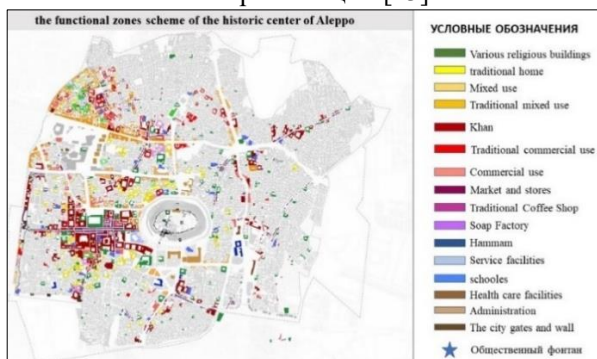 [3]
the functional zones scheme of the historic center of Aleppo
УСЛОВНЫЕ ОБОЗНАЧЕНИЯ
Various religious buildings
traditional home
Mixed use
Traditional mixed use
Khan
Traditional commercial use
Commercial use
Market and stores
Traditional Coffee Shop
Soap Factory
Hammam
Service facilities
schooles
Health care facilities
Administration
The city gates and wall
Общественный фонтан